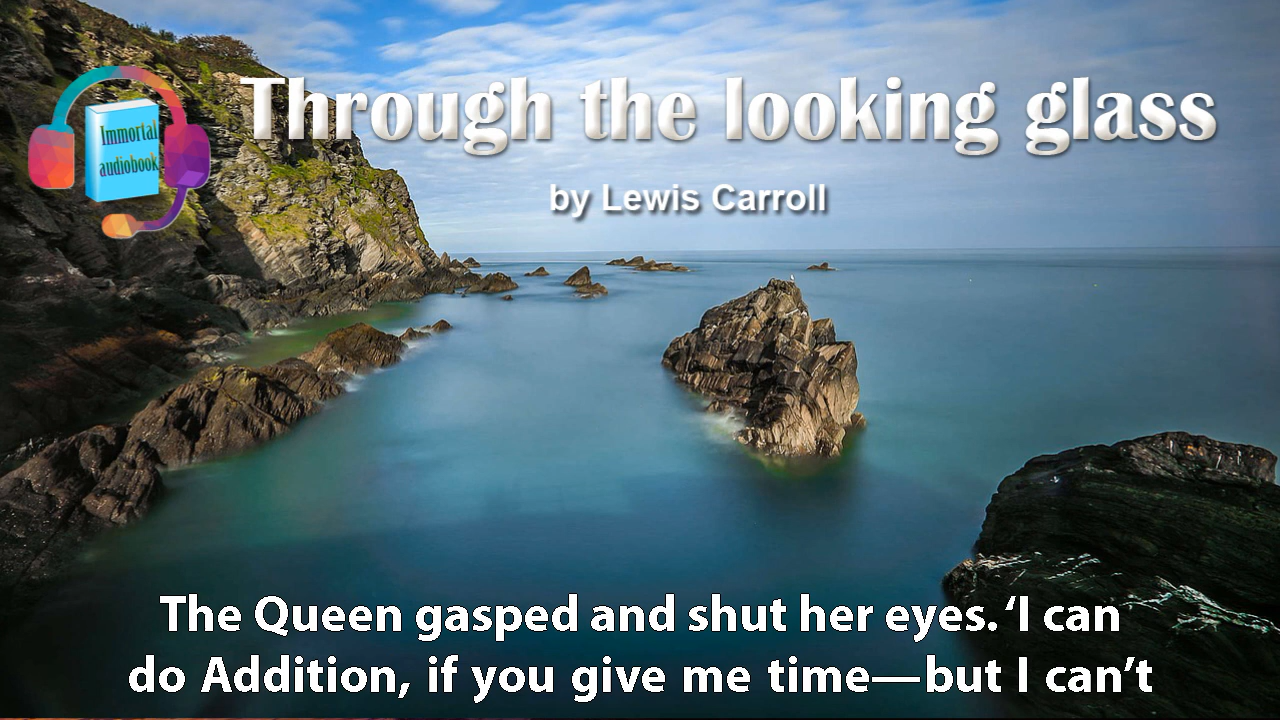 Through the looking glass
Immortal
audiobook
by Lewis Carroll
The Queen gasped and shut her eyes. ‘I can
do Addition, if you give me time—but I can’t